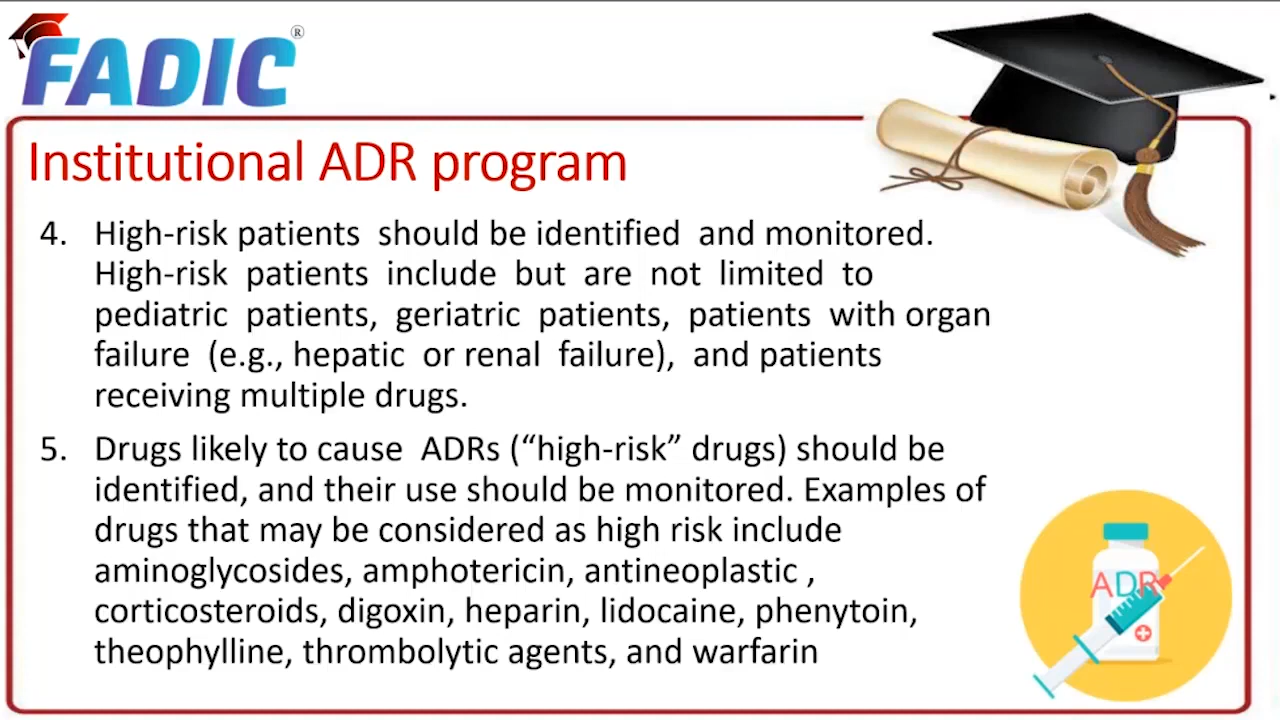 FADIC®
Institutional ADR program
4. High-risk patients should be identified and monitored.
High-risk patients include but are not limited to
pediatric patients, geriatric patients, patients with organ
failure (e.g., hepatic or renal failure), and patients
receiving multiple drugs.
5. Drugs likely to cause ADRs (“high-risk” drugs) should be
identified, and their use should be monitored. Examples of
drugs that may be considered as high risk include
aminoglycosides, amphotericin, antineoplastic ,
corticosteroids, digoxin, heparin, lidocaine, phenytoin,
theophylline, thrombolytic agents, and warfarin
ADR